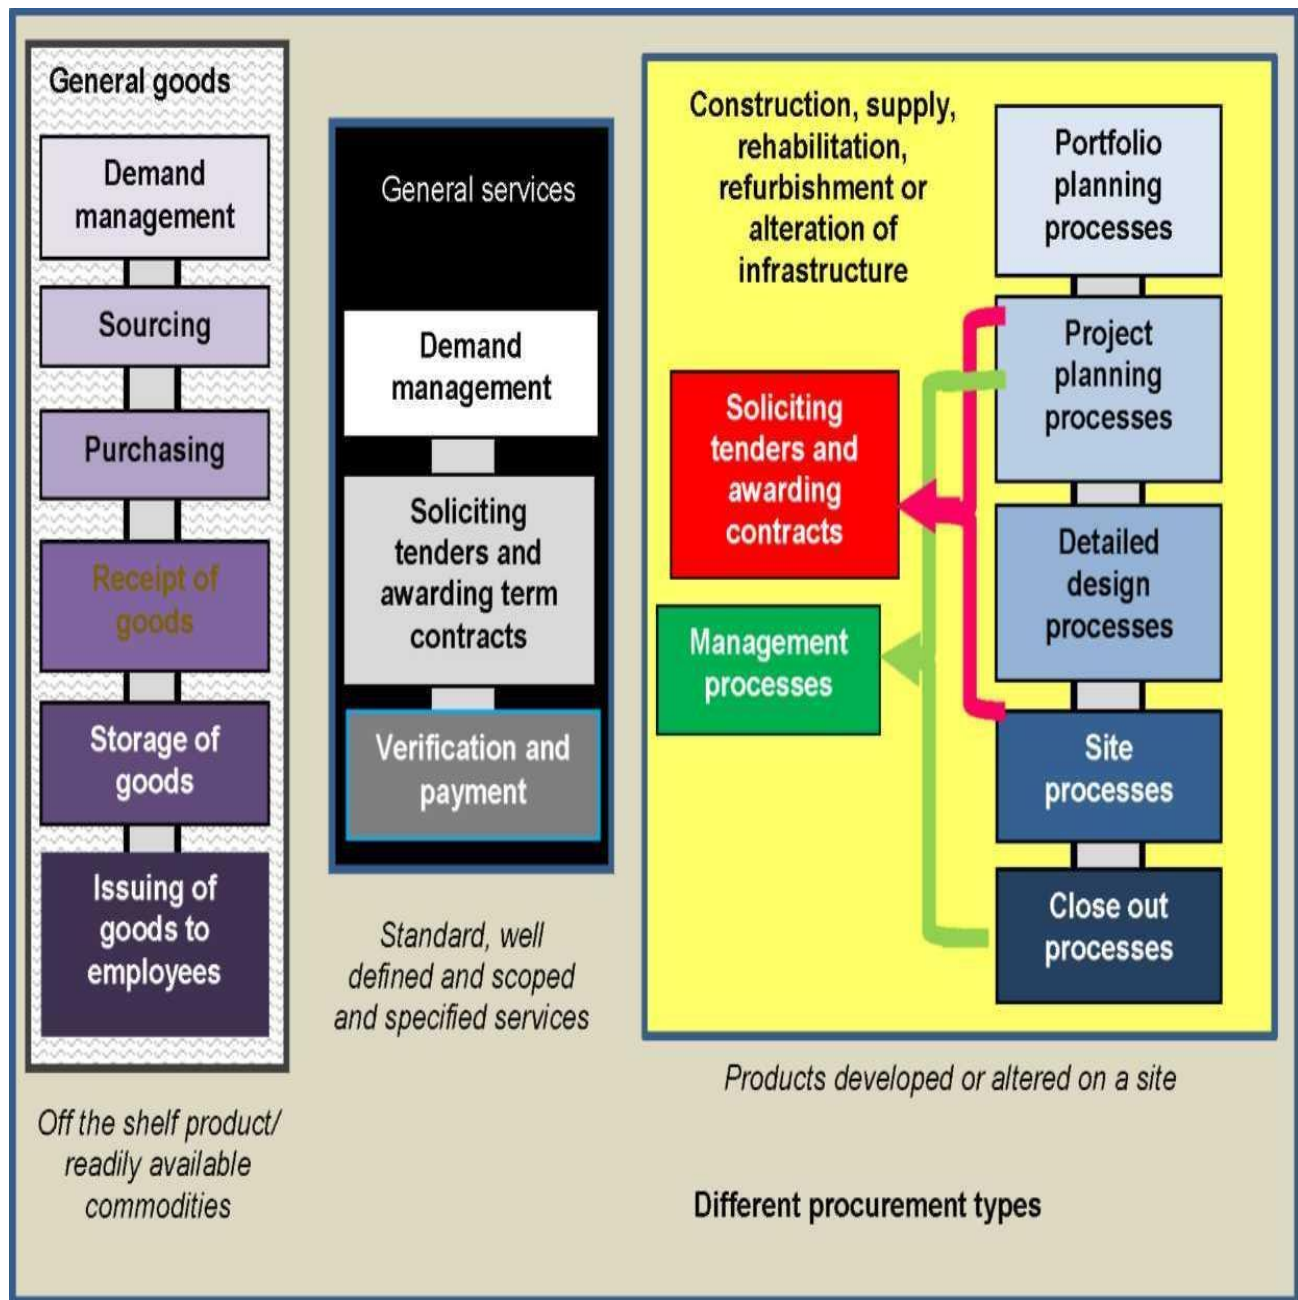 General goods
Demand
management
Sourcing
Purchasing
Receipt of
goods
Storage of
goods
Issuing of
goods to
employees
Off the shelf product/
readily available
commodities
General services
Demand
management
Soliciting
tenders and
awarding term
contracts
Verification and
payment
Standard, well
defined and scoped
and specified services
Construction, supply,
rehabilitation,
refurbishment or
alteration of
infrastructure
Soliciting
tenders and
awarding
contracts
Management
processes
Portfolio
planning
processes
Project
planning
processes
Detailed
design
processes
Site
processes
Close out
processes
Products developed or altered on a site
Different procurement types